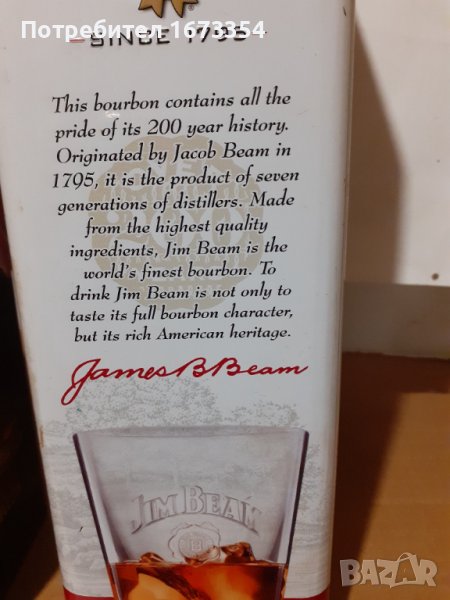 Потребител 1673354
SINCE 1795
This bourbon contains all the
pride of its 200 year history.
Originated by Jacob Beam in
1795, it is the product of seven
generations of distillers. Made
from the highest quality
ingredients, Jim Beam is the
world's finest bourbon. To
drink Jim Beam is not only to
taste its full bourbon character,
but its rich American heritage.
James B Beam
JIM BEAM
BAZAR